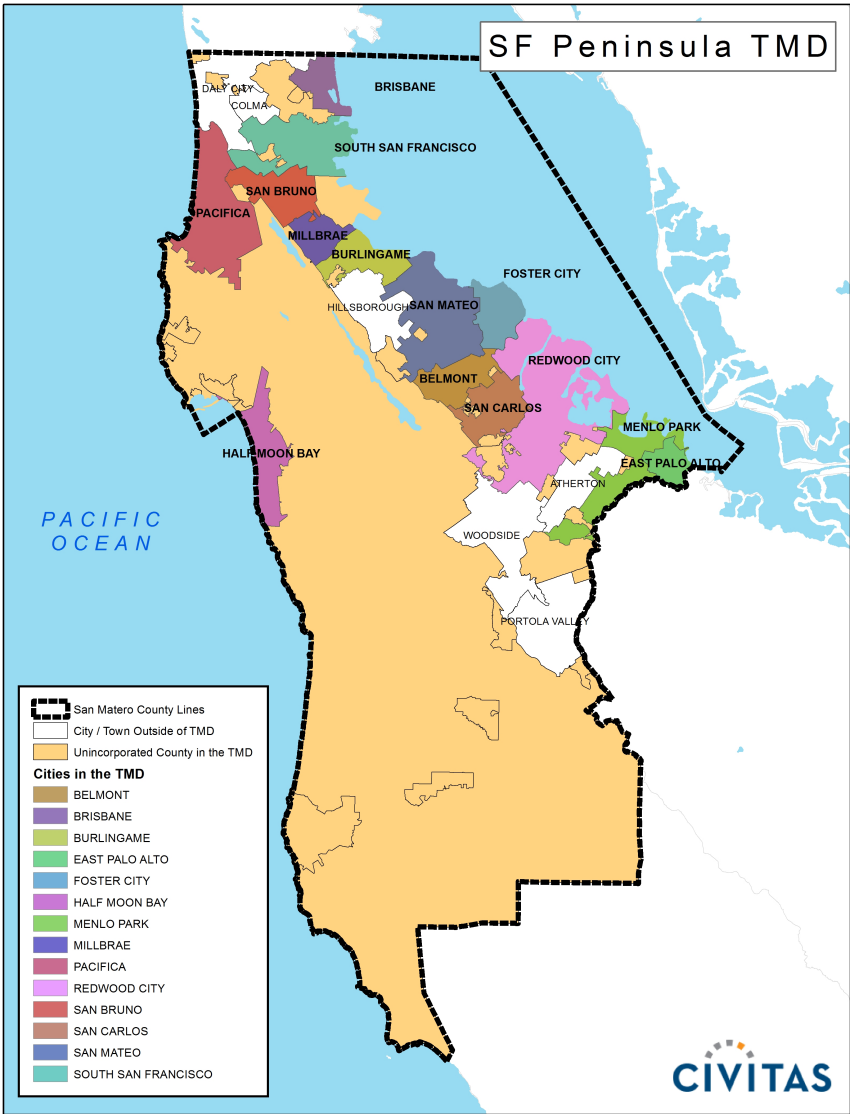 SF Peninsula TMD
BRISBANE
DALY CITY
COLMA
SOUTH SAN FRANCISCO
SAN BRUNO
PACIFICA
MILLBRAE
BURLINGAME
FOSTER CITY
HILLSBOROUGH
SAN MATEO
REDWOOD CITY
BELMONT
SAN CARLOS
MENLO PARK
HALF MOON BAY
EAST PALO ALTO
ATHERTON
PACIFIC
OCEAN
WOODSIDE
PORTOLA VALLEY
San Matero County Lines
City / Town Outside of TMD
Unincorporated County in the TMD
Cities in the TMD
BELMONT
BRISBANE
BURLINGAME
EAST PALO ALTO
FOSTER CITY
HALF MOON BAY
MENLO PARK
MILLBRAE
PACIFICA
REDWOOD CITY
SAN BRUNO
SAN CARLOS
SAN MATEO
SOUTH SAN FRANCISCO
CIVITAS